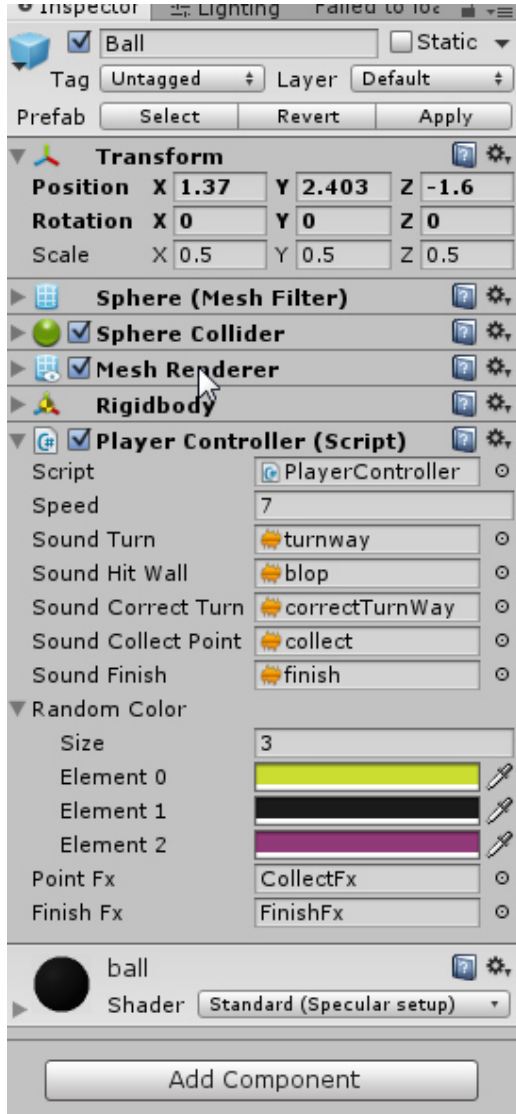 Inspector Lighting Failed to loa
Ball Static
Tag Untagged Layer Default
Prefab Select Revert Apply
Transform
Position X 1.37 Y 2.403 Z -1.6
Rotation X 0 Y 0 Z 0
Scale X 0.5 Y 0.5 Z 0.5
Sphere (Mesh Filter)
Sphere Collider
Mesh Renderer
Rigidbody
Player Controller (Script)
Script PlayerController
Speed 7
Sound Turn turnway
Sound Hit Wall blop
Sound Correct Turn correctTurnWay
Sound Collect Point collect
Sound Finish finish
Random Color
Size 3
Element 0
Element 1
Element 2
Point Fx CollectFx
Finish Fx FinishFx
ball
Shader Standard (Specular setup)
Add Component